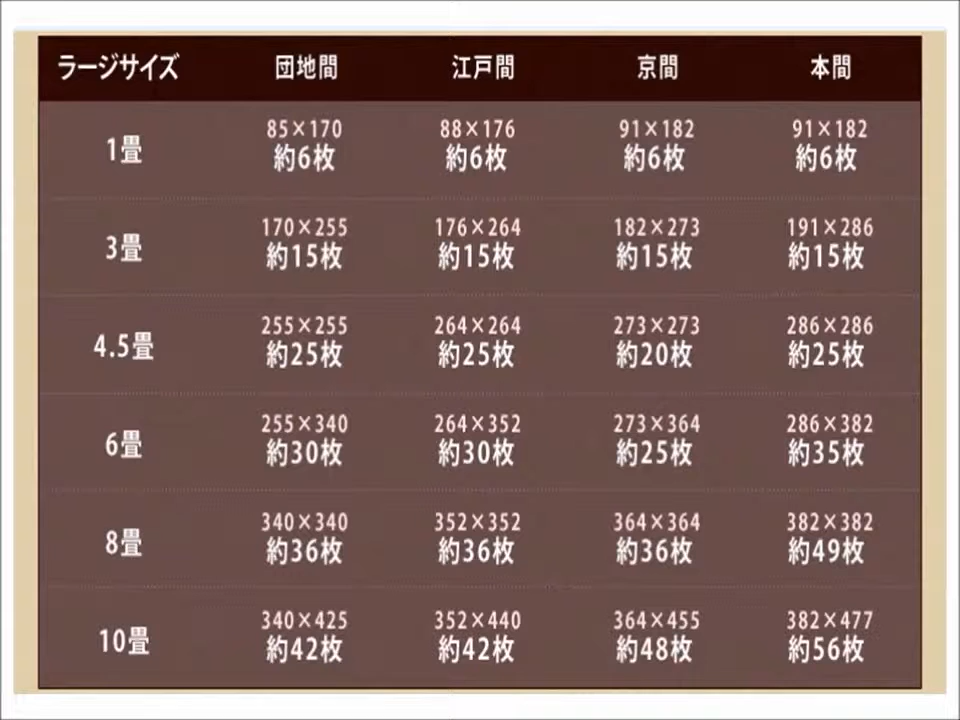 ラージサイズ 団地間 江戸間 京間 本間
1畳 85×170 88×176 91×182 91×182
約6枚 約6枚 約6枚 約6枚
3畳 170×255 176×264 182×273 191×286
約15枚 約15枚 約15枚 約15枚
4.5畳 255×255 264×264 273×273 286×286
約25枚 約25枚 約20枚 約25枚
6畳 255×340 264×352 273×364 286×382
約30枚 約30枚 約25枚 約35枚
8畳 340×340 352×352 364×364 382×382
約36枚 約36枚 約36枚 約49枚
10畳 340×425 352×440 364×455 382×477
約42枚 約42枚 約48枚 約56枚